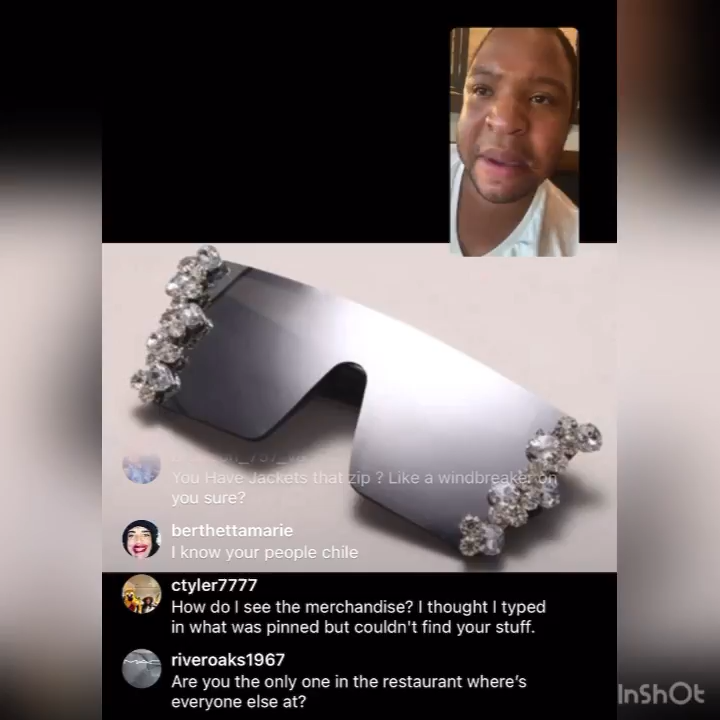 You Have Jackets that zip ? Like a windbreaker on
you sure?
berthettamarie
I know your people chile
ctyler7777
How do I see the merchandise? I thought I typed
in what was pinned but couldn't find your stuff.
riveroaks1967
Are you the only one in the restaurant where's
everyone else at?
InShOt